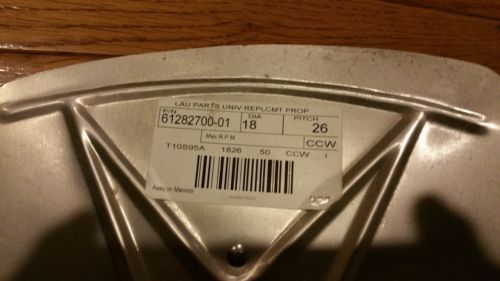 LAU PARTS UNIV REPLCMT PROP
P/N DIA PITCH
61282700-01 18 26
Max R.P.M CCW
T10S95A 1826 50 CCW I
Assy in Mexico